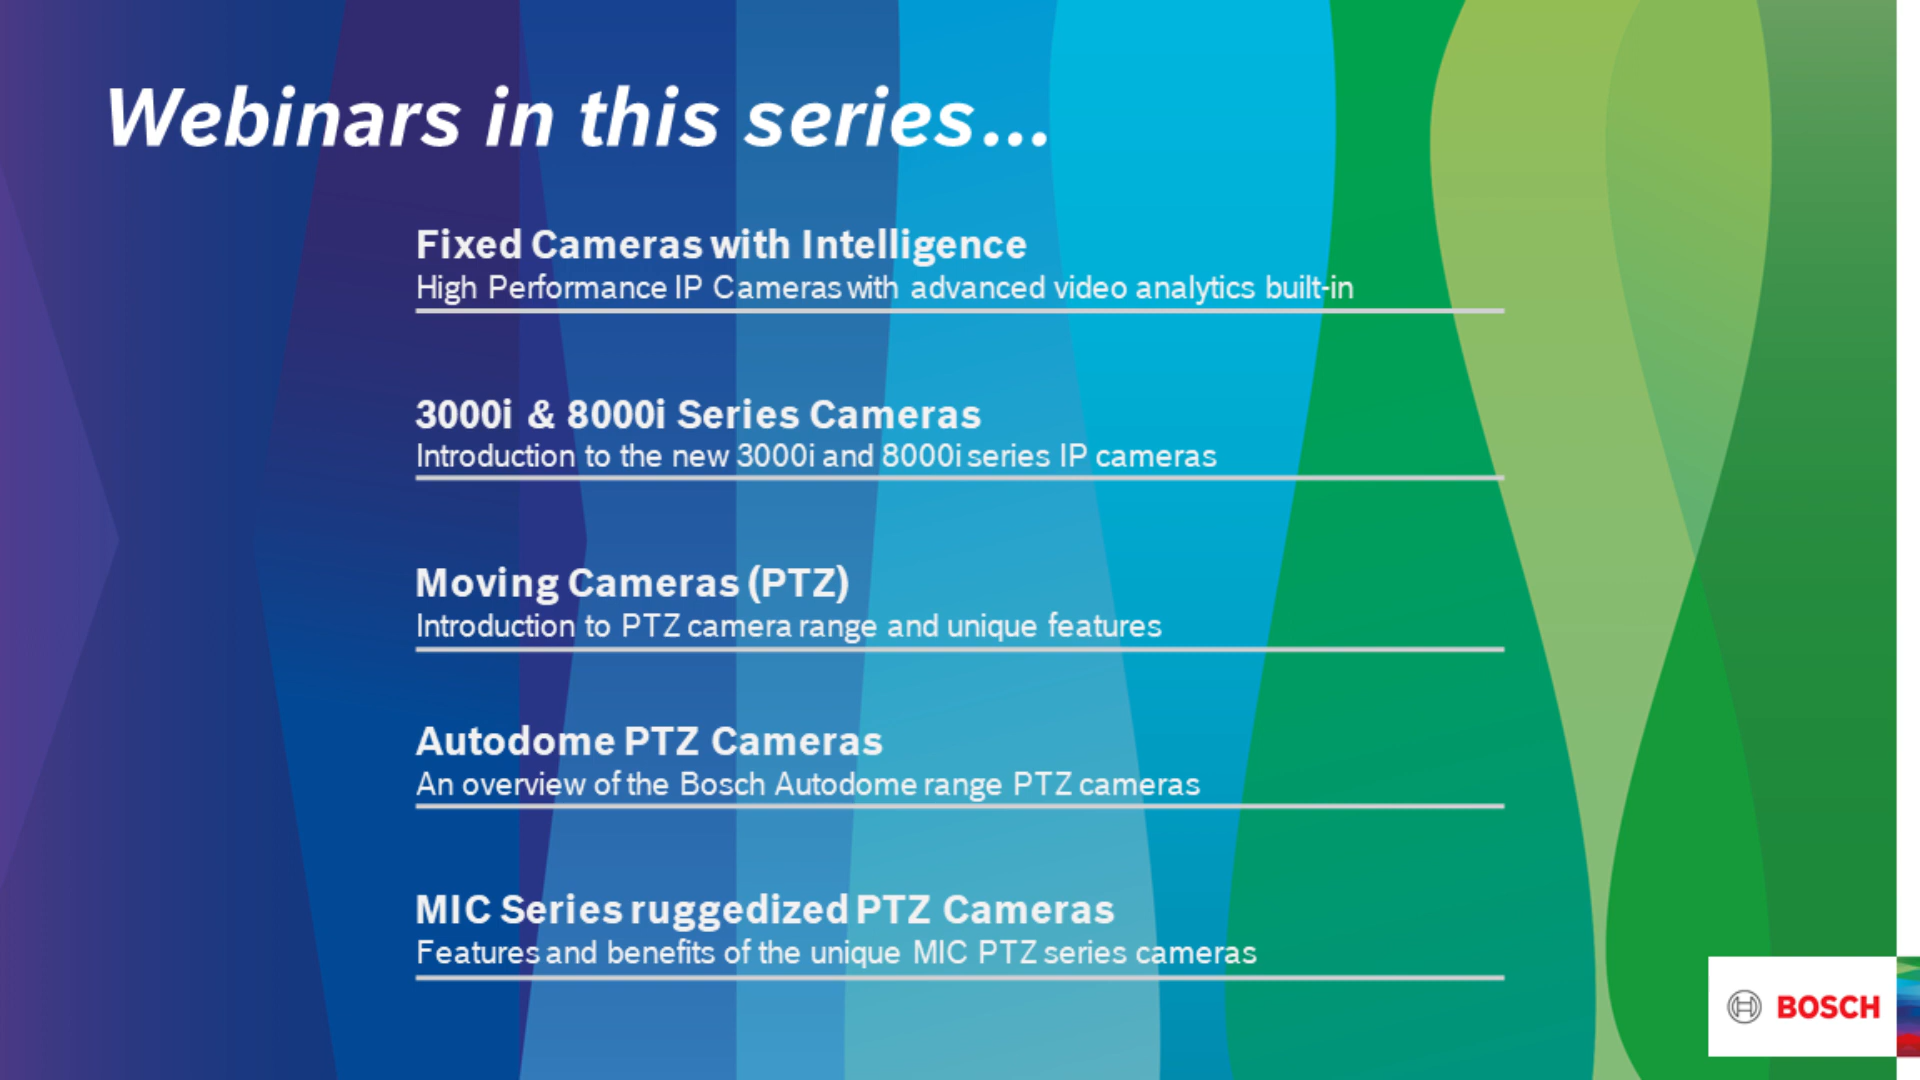 Webinars in this series...
Fixed Cameras with Intelligence
High Performance IP Cameras with advanced video analytics built-in
3000i & 8000i Series Cameras
Introduction to the new 3000i and 8000i series IP cameras
Moving Cameras (PTZ)
Introduction to PTZ camera range and unique features
Autodome PTZ Cameras
An overview of the Bosch Autodome range PTZ cameras
MIC Series ruggedized PTZ Cameras
Features and benefits of the unique MIC PTZ series cameras
BOSCH